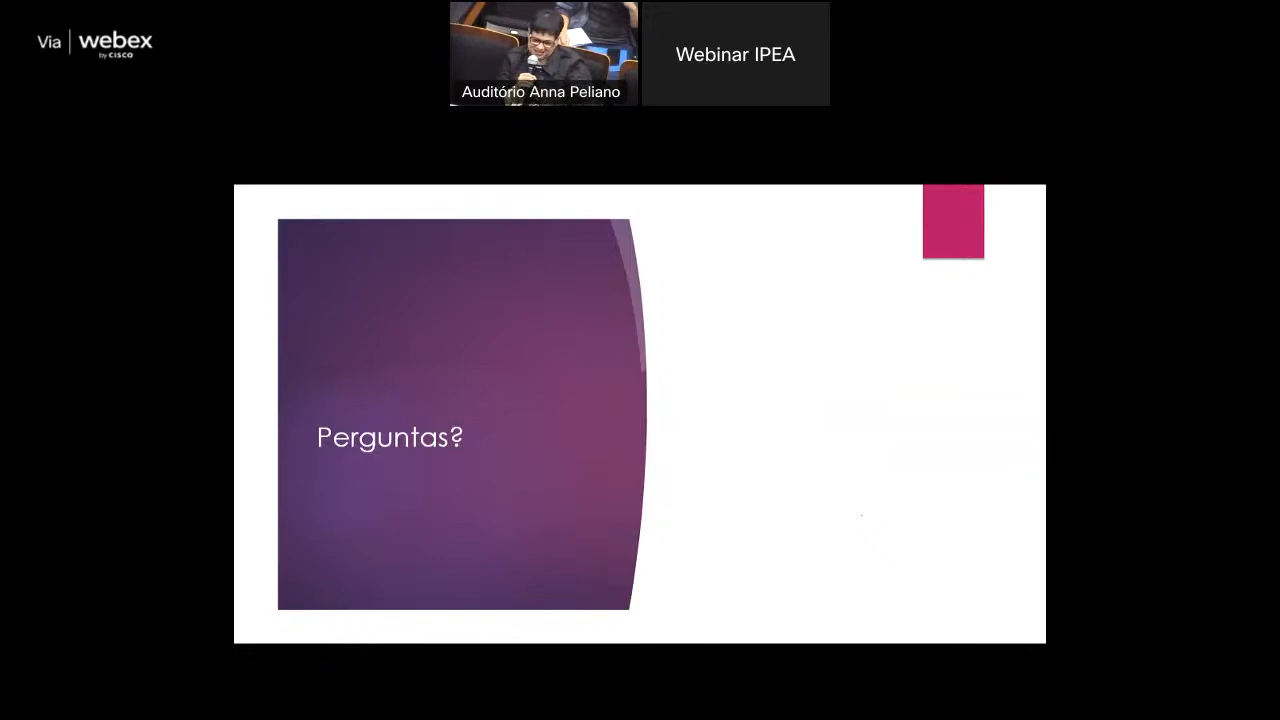 Via webex
by CISCO
Auditório Anna Peliano
Webinar IPEA
Perguntas?